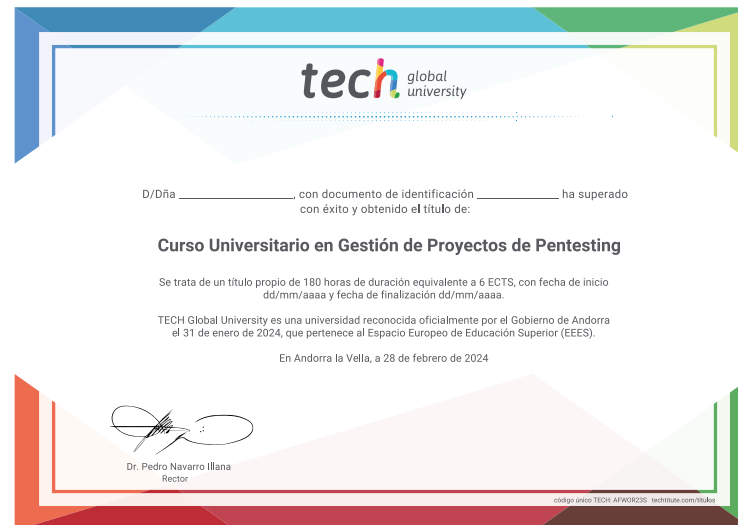 tech global university
D/Dña ____________________, con documento de identificación ______________ ha superado
con éxito y obtenido el título de:
Curso Universitario en Gestión de Proyectos de Pentesting
Se trata de un título propio de 180 horas de duración equivalente a 6 ECTS, con fecha de inicio
dd/mm/aaaa y fecha de finalización dd/mm/aaaa.
TECH Global University es una universidad reconocida oficialmente por el Gobierno de Andorra
el 31 de enero de 2024, que pertenece al Espacio Europeo de Educación Superior (EEES).
En Andorra la Vella, a 28 de febrero de 2024
Dr. Pedro Navarro Illana
Rector
código único TECH: AFWOR23S techtitute.com/titulos